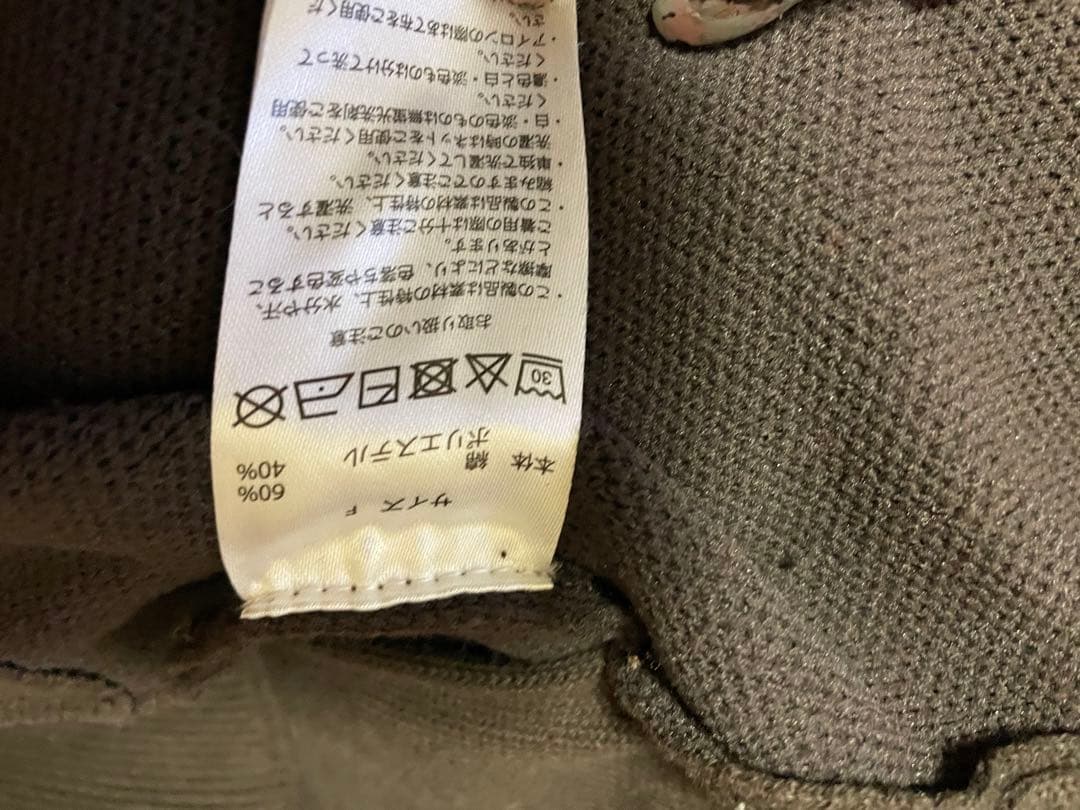 サイズ F
本体 綿 60%
ポリエステル 40%
30
お取り扱いのご注意
・この製品は素材の特性上、水分や汗、
摩擦などにより、色落ちや変色すること
とがあります。
ご着用の際は十分ご注意ください。
・この製品は素材の特性上、洗濯すると
縮みますのでご注意ください。
・単独で洗濯してください。
洗濯の時はネットをご使用ください。
・白・淡色のものは無蛍光洗剤をご使用
ください。
・濃色と白・淡色ものは分けて洗って
ください。
・アイロンの際はあて布をご使用くだ
さい。